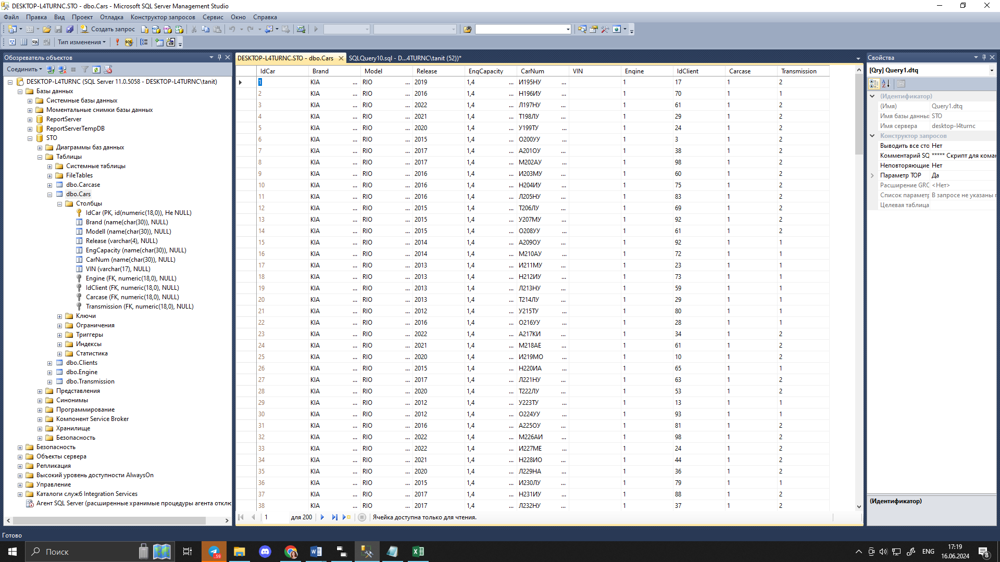 DESKTOP-L4TURNC.STO - dbo.Cars - Microsoft SQL Server Management Studio
Файл Правка Вид Проект Отладка Конструктор запросов Сервис Окно Справка
Создать запрос
Тип изменения
Обозреватель объектов
Соединить
DESKTOP-L4TURNC (SQL Server 11.0.5058 - DESKTOP-L4TURNC\tanit)
Базы данных
Системные базы данных
Моментальные снимки базы данных
ReportServer
ReportServerTempDB
STO
Диаграммы баз данных
Таблицы
Системные таблицы
FileTables
dbo.Carcase
dbo.Cars
Столбцы
IdCar (PK, id(numeric(18,0)), Не NULL)
Brand (name(char(30)), NULL)
Modell (name(char(30)), NULL)
Release (varchar(4), NULL)
EngCapacity (name(char(30)), NULL)
CarNum (name(char(30)), NULL)
VIN (varchar(17), NULL)
Engine (FK, numeric(18,0), NULL)
IdClient (FK, numeric(18,0), NULL)
Carcase (FK, numeric(18,0), NULL)
Transmission (FK, numeric(18,0), NULL)
Ключи
Ограничения
Триггеры
Индексы
Статистика
dbo.Clients
dbo.Engine
dbo.Transmission
Представления
Синонимы
Программирование
Компонент Service Broker
Хранилище
Безопасность
Безопасность
Объекты сервера
Репликация
Высокий уровень доступности AlwaysOn
Управление
Каталоги служб Integration Services
Агент SQL Server (расширенные хранимые процедуры агента отклю
DESKTOP-L4TURNC.STO - dbo.Cars SQLQuery10.sql - D...4TURNC\tanit (52))*
IdCar Brand Model Release EngCapacity CarNum VIN Engine IdClient Carcase Transmission
1 KIA ... RIO ... 2019 1,4 ... И195НУ ... 1 17 1 2
2 KIA ... RIO ... 2016 1,4 ... Н196ИУ ... 1 70 1 1
3 KIA ... RIO ... 2022 1,4 ... Л197НУ ... 1 61 1 2
4 KIA ... RIO ... 2021 1,4 ... Т198ЛУ ... 1 29 1 2
5 KIA ... RIO ... 2020 1,4 ... У199ТУ ... 1 24 1 2
6 KIA ... RIO ... 2015 1,4 ... О200УУ ... 1 3 1 2
7 KIA ... RIO ... 2017 1,4 ... А201ОУ ... 1 38 1 2
8 KIA ... RIO ... 2017 1,4 ... М202АУ ... 1 98 1 2
9 KIA ... RIO ... 2016 1,4 ... И203МУ ... 1 60 1 2
10 KIA ... RIO ... 2016 1,4 ... Н204ИУ ... 1 75 1 2
11 KIA ... RIO ... 2016 1,4 ... Л205НУ ... 1 83 1 2
12 KIA ... RIO ... 2015 1,4 ... Т206ЛУ ... 1 69 1 2
13 KIA ... RIO ... 2015 1,4 ... У207МУ ... 1 92 1 2
14 KIA ... RIO ... 2015 1,4 ... О208УУ ... 1 61 1 2
15 KIA ... RIO ... 2014 1,4 ... А209ОУ ... 1 92 1 1
16 KIA ... RIO ... 2014 1,4 ... М210АУ ... 1 72 1 1
17 KIA ... RIO ... 2013 1,4 ... И211МУ ... 1 23 1 1
18 KIA ... RIO ... 2013 1,4 ... Н212ИУ ... 1 73 1 1
19 KIA ... RIO ... 2013 1,4 ... Л213НУ ... 1 59 1 1
20 KIA ... RIO ... 2013 1,4 ... Т214ЛУ ... 1 29 1 1
21 KIA ... RIO ... 2012 1,4 ... У215ТУ ... 1 80 1 1
22 KIA ... RIO ... 2016 1,4 ... О216УУ ... 1 28 1 1
23 KIA ... RIO ... 2022 1,4 ... А217КИ ... 1 34 1 2
24 KIA ... RIO ... 2021 1,4 ... М218АЕ ... 1 61 1 2
25 KIA ... RIO ... 2020 1,4 ... И219МО ... 1 10 1 2
26 KIA ... RIO ... 2015 1,4 ... Н220ИА ... 1 65 1 1
27 KIA ... RIO ... 2017 1,4 ... Л221НУ ... 1 63 1 2
28 KIA ... RIO ... 2020 1,4 ... Т222ЛУ ... 1 53 1 2
29 KIA ... RIO ... 2012 1,4 ... У223ТУ ... 1 13 1 1
30 KIA ... RIO ... 2012 1,4 ... О224УУ ... 1 93 1 1
31 KIA ... RIO ... 2016 1,4 ... А225ОУ ... 1 81 1 2
32 KIA ... RIO ... 2022 1,4 ... М226АИ ... 1 98 1 2
33 KIA ... RIO ... 2022 1,4 ... И227МЕ ... 1 24 1 2
34 KIA ... RIO ... 2021 1,4 ... Н228ИО ... 1 44 1 2
35 KIA ... RIO ... 2020 1,4 ... Л229НА ... 1 36 1 2
36 KIA ... RIO ... 2015 1,4 ... И230ЛУ ... 1 79 1 1
37 KIA ... RIO ... 2017 1,4 ... Н231ИУ ... 1 88 1 2
38 KIA ... RIO ... 2017 1,4 ... Л232НУ ... 1 37 1 2
1 для 200 Ячейка доступна только для чтения.
Свойства
[Qry] Query1.dtq
(Идентификатор)
(Имя) Query1.dtq
Имя базы данны STO
Имя сервера desktop-l4turnc
Конструктор запросов
Выводить все сто Нет
Комментарий SQ ***** Скрипт для кома
Неповторяющие Нет
Параметр TOP Да
Расширение GRC <Нет>
Список параметр В запросе не указаны
Целевая таблица
(Идентификатор)
Готово
Поиск
59
ENG
17:19
16.06.2024
8